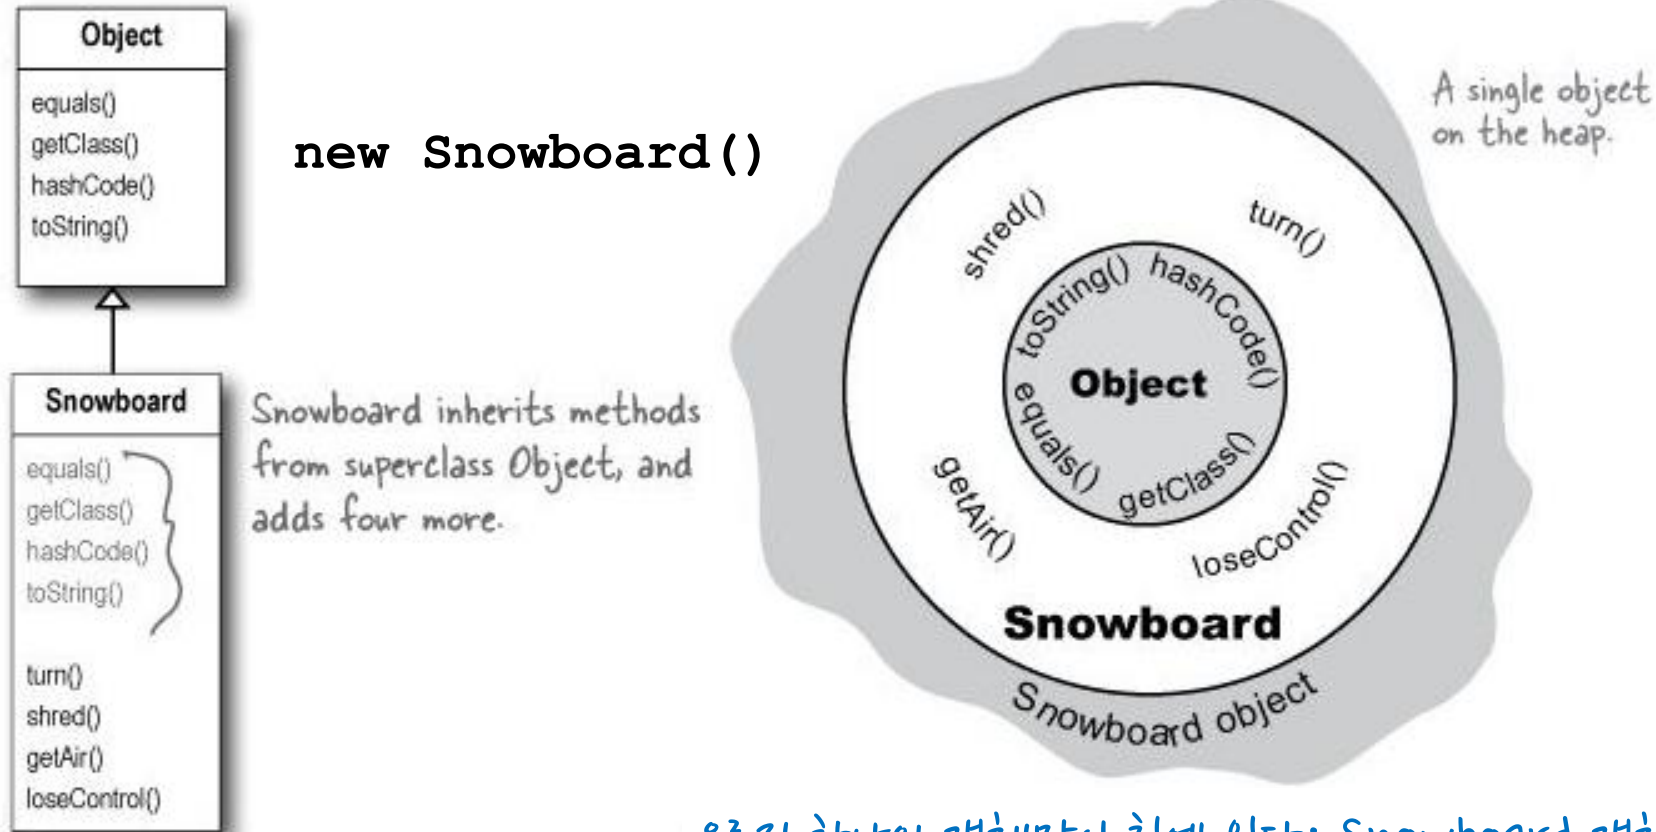 Object
equals()
getClass()
hashCode()
toString()
new Snowboard()
Snowboard
equals()
getClass()
hashCode()
toString()
turn()
shred()
getAir()
loseControl()
Snowboard inherits methods
from superclass Object, and
adds four more.
A single object
on the heap.
shred()
turn()
toString()
hashCode()
Object
equals()
getClass()
getAir()
loseControl()
Snowboard
Snowboard object
Snowboard